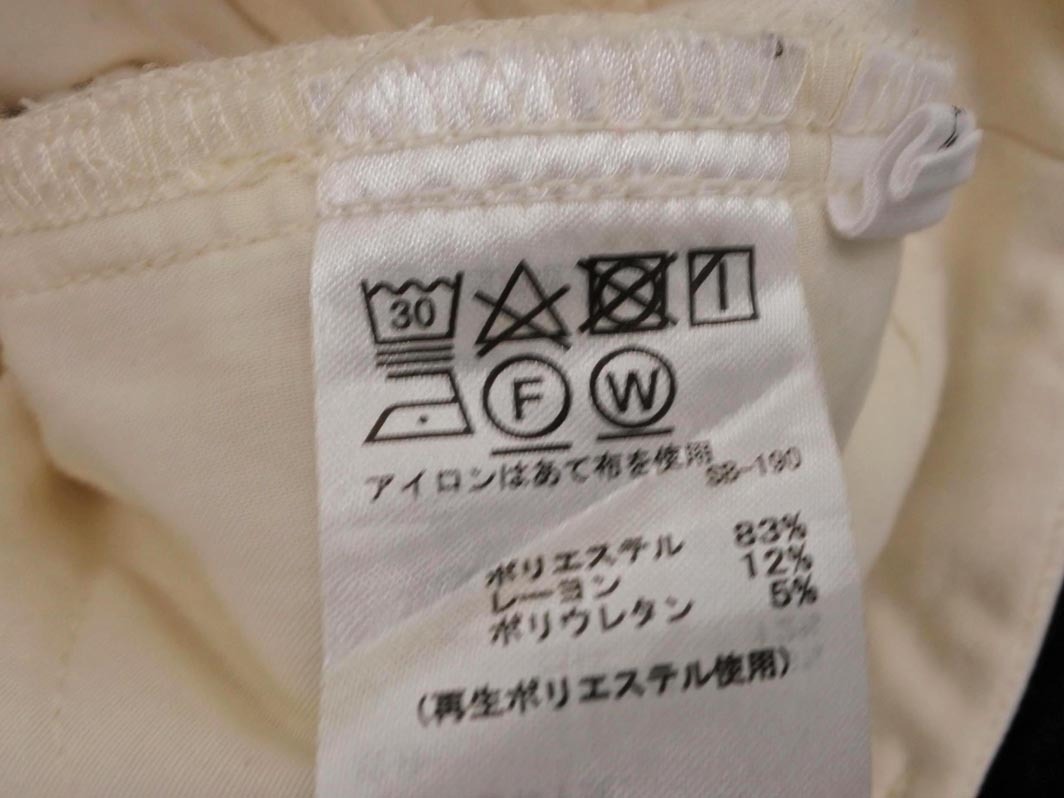 30
F W
アイロンはあて布を使用 SB-190
ポリエステル 83%
レーヨン 12%
ポリウレタン 5%
(再生ポリエステル使用)